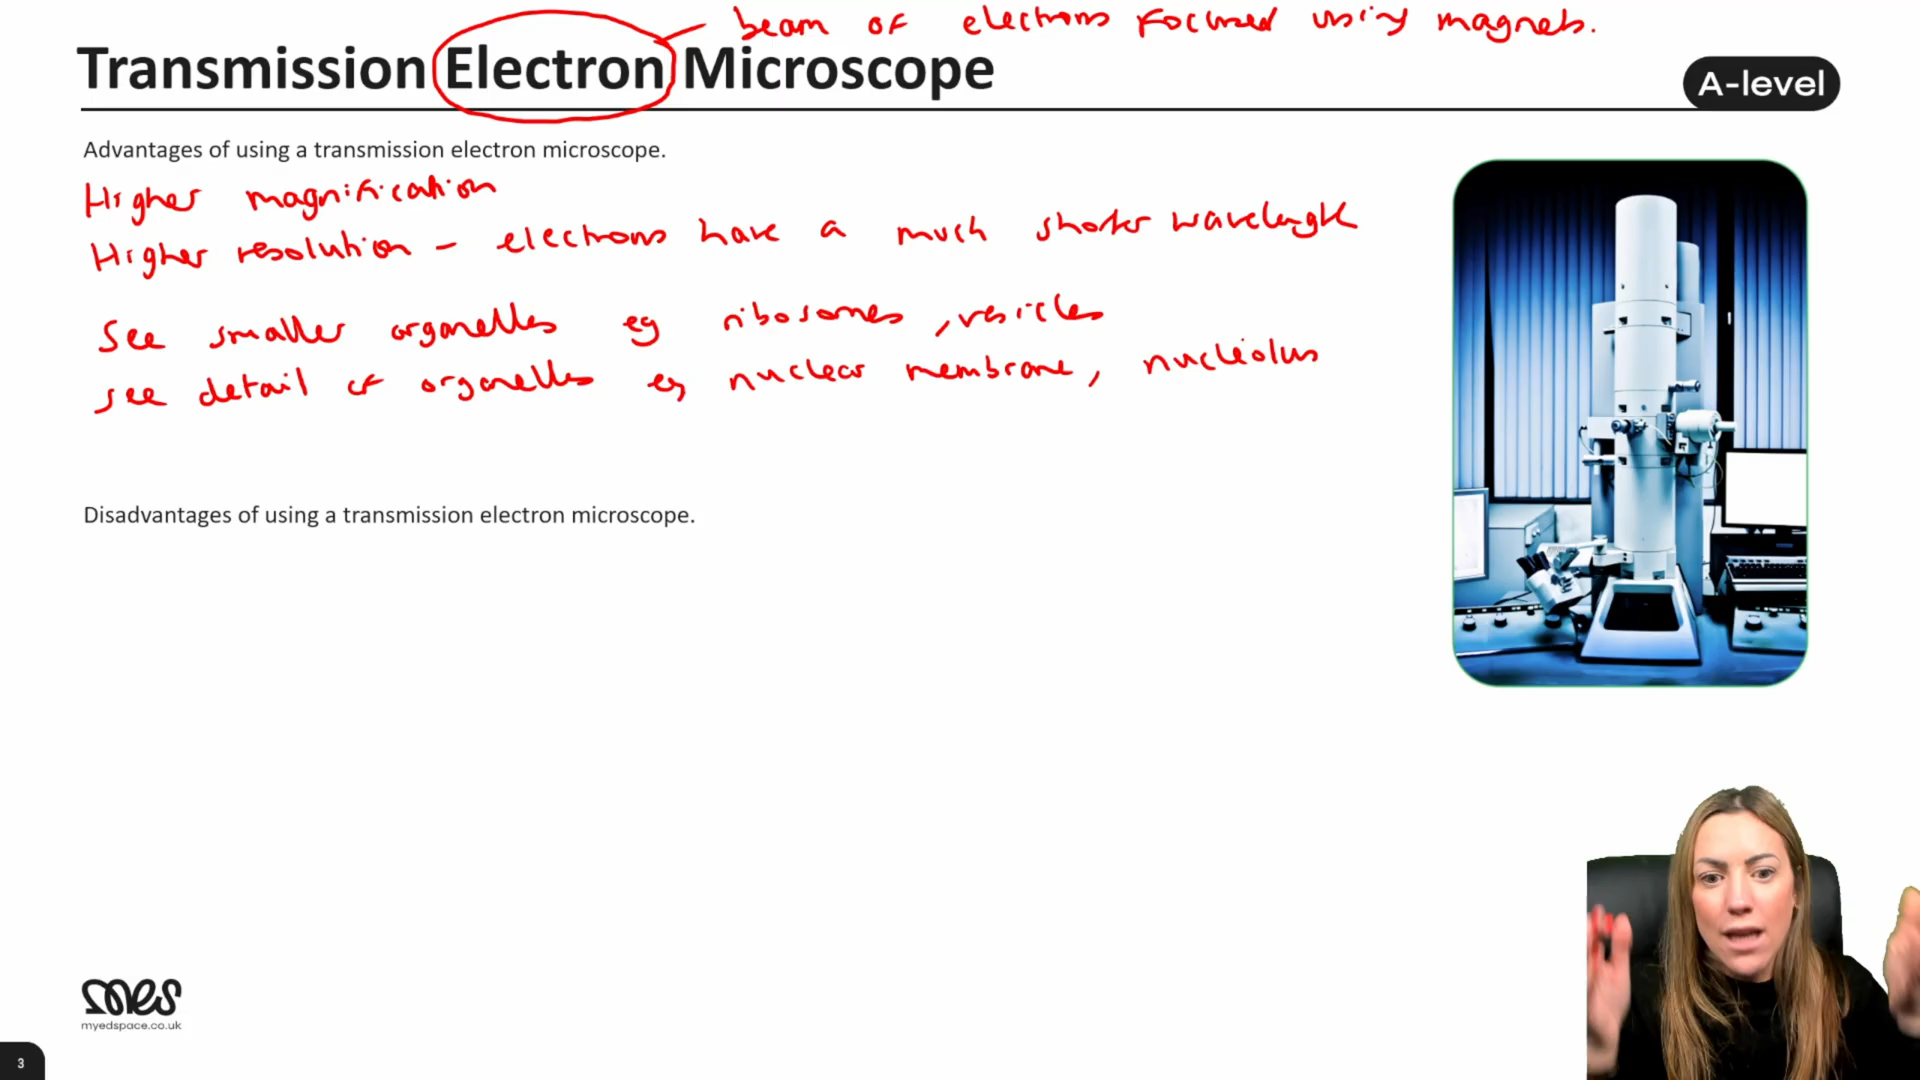 beam of electrons focused using magnets.
Transmission Electron Microscope
A-level
Advantages of using a transmission electron microscope.
Higher magnification
Higher resolution - electrons have a much shorter wavelength
See smaller organelles eg ribosomes, vesicles
see detail of organelles eg nuclear membrane, nucleolus
Disadvantages of using a transmission electron microscope.
mes
myedspace.co.uk
3